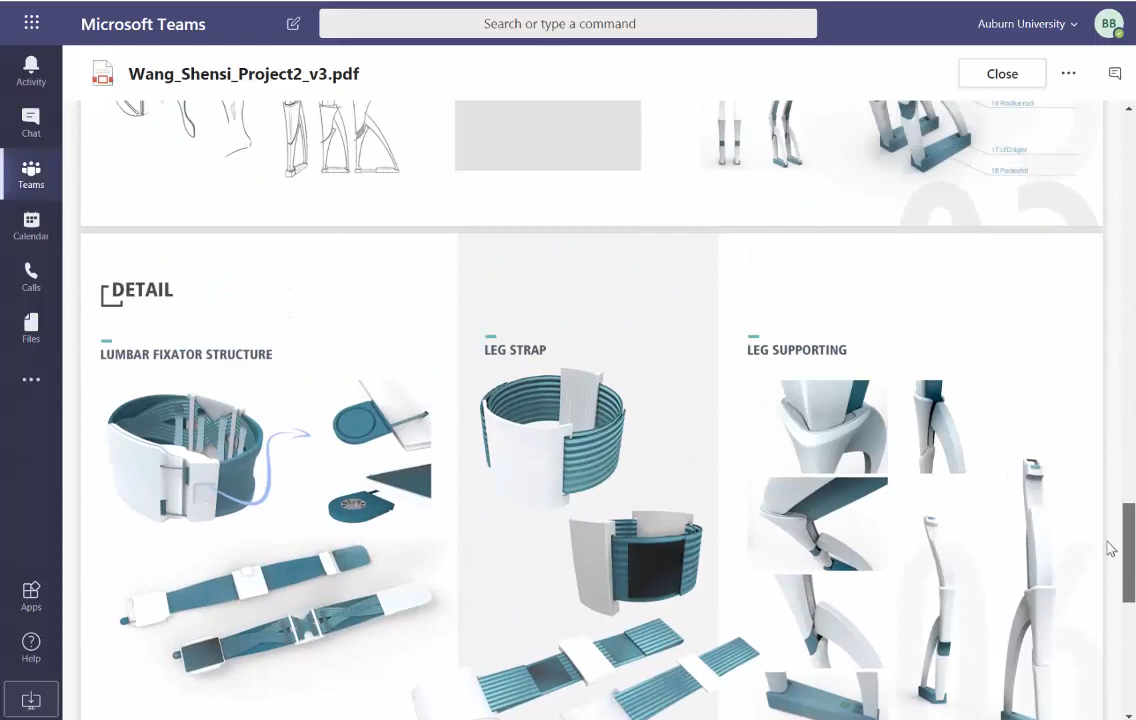 Microsoft Teams
Search or type a command
Auburn University
BB
Activity
Wang_Shensi_Project2_v3.pdf
Close
Chat
Teams
Calendar
Calls
Files
Apps
Help
16 Radius rod
17 LED light
18 Pedestal
DETAIL
LUMBAR FIXATOR STRUCTURE
LEG STRAP
LEG SUPPORTING